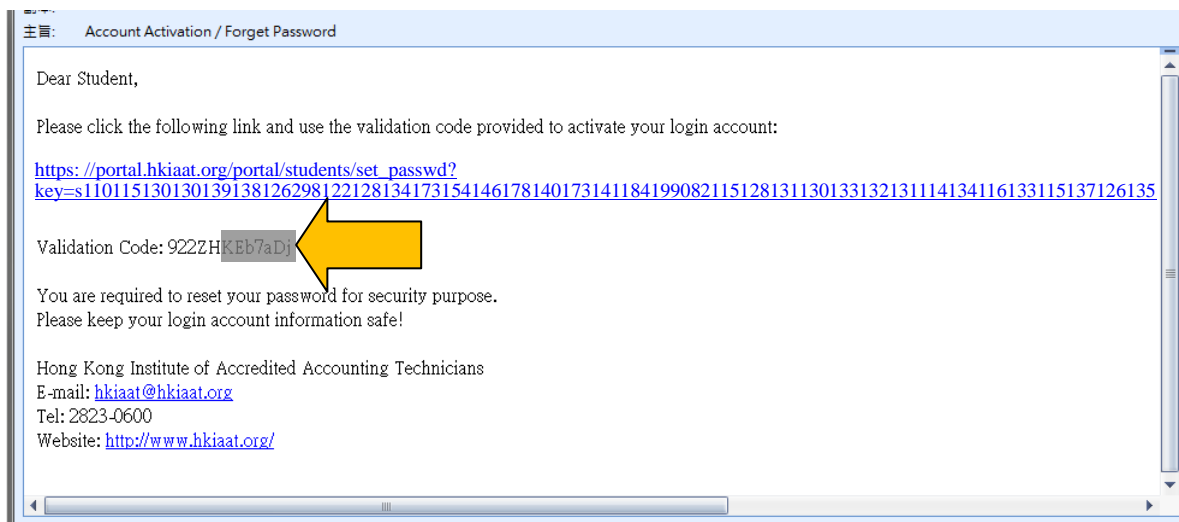 主旨: Account Activation / Forget Password
Dear Student,
Please click the following link and use the validation code provided to activate your login account:
https: //portal.hkiaat.org/portal/students/set_passwd?
key=s110115130130139138126298122128134173154146178140173141184199082115128131130133132131114134116133115137126135
Validation Code: 922ZHKEb7aDj
You are required to reset your password for security purpose.
Please keep your login account information safe!
Hong Kong Institute of Accredited Accounting Technicians
E-mail: hkiaat@hkiaat.org
Tel: 2823-0600
Website: http://www.hkiaat.org/